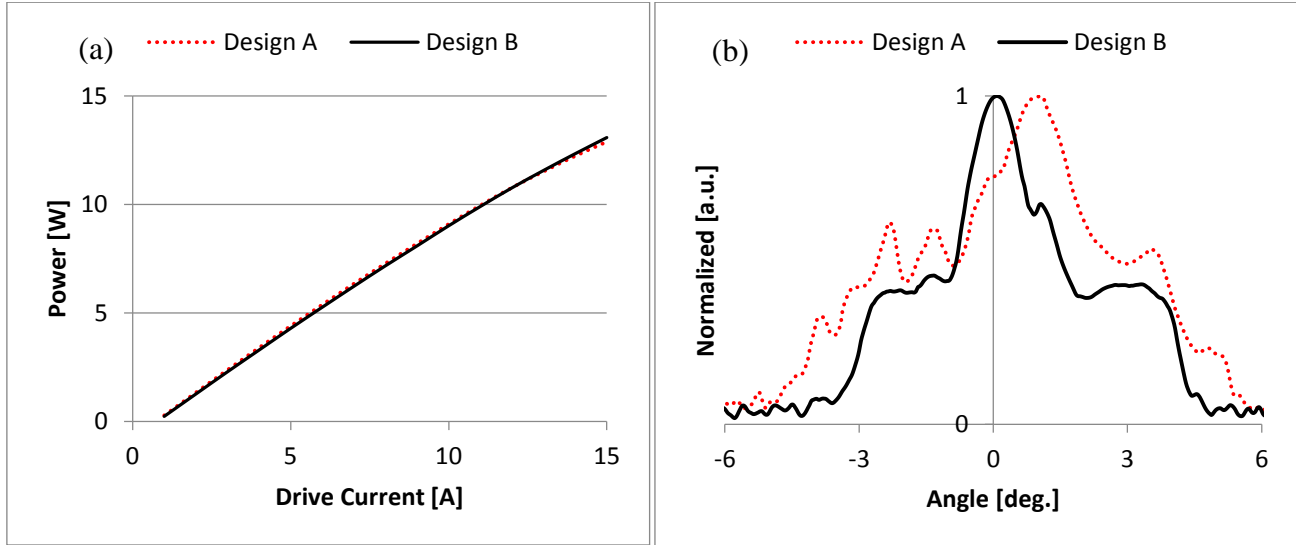 (a)
Design A Design B
15
10
5
0
0 5 10 15
Power [W]
Drive Current [A]
(b)
Design A Design B
1
0
-6 -3 0 3 6
Normalized [a.u.]
Angle [deg.]